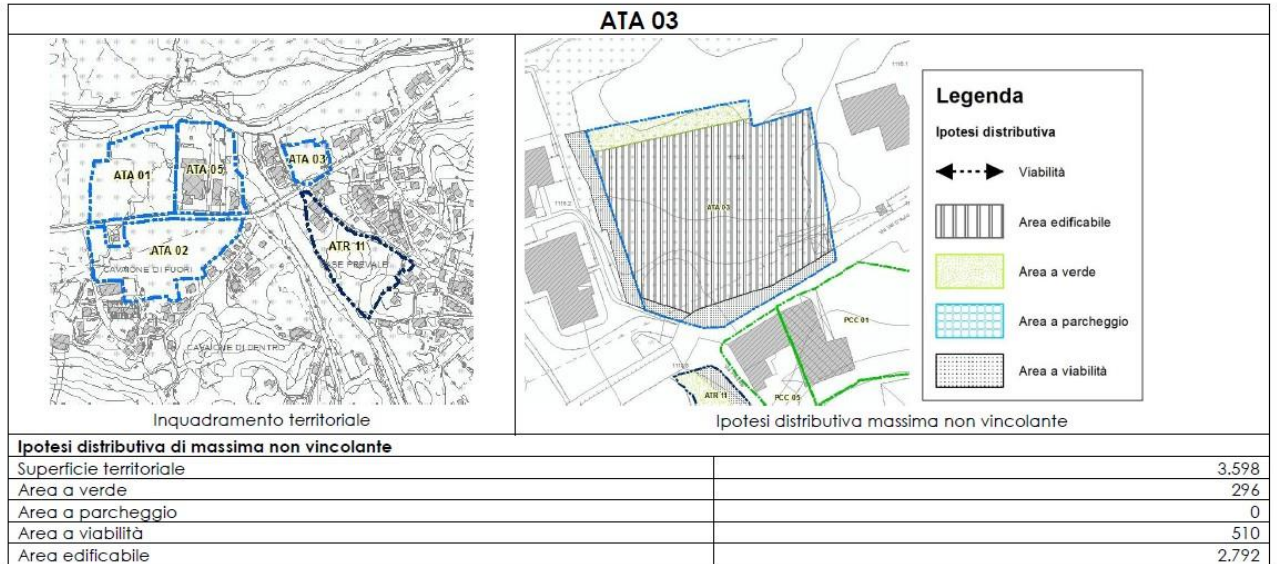 ATA 03
ATA 01
ATA 05
ATA 03
ATA 02
CAVAIONE DI FUORI
ATR 11
CAVAIONE DI DENTRO
Inquadramento territoriale
ATA 03
PCC 01
ATR 11
PCC 05
Ipotesi distributiva massima non vincolante
Legenda
Ipotesi distributiva
Viabilità
Area edificabile
Area a verde
Area a parcheggio
Area a viabilità
Ipotesi distributiva di massima non vincolante
Superficie territoriale 3.598
Area a verde 296
Area a parcheggio 0
Area a viabilità 510
Area edificabile 2.792